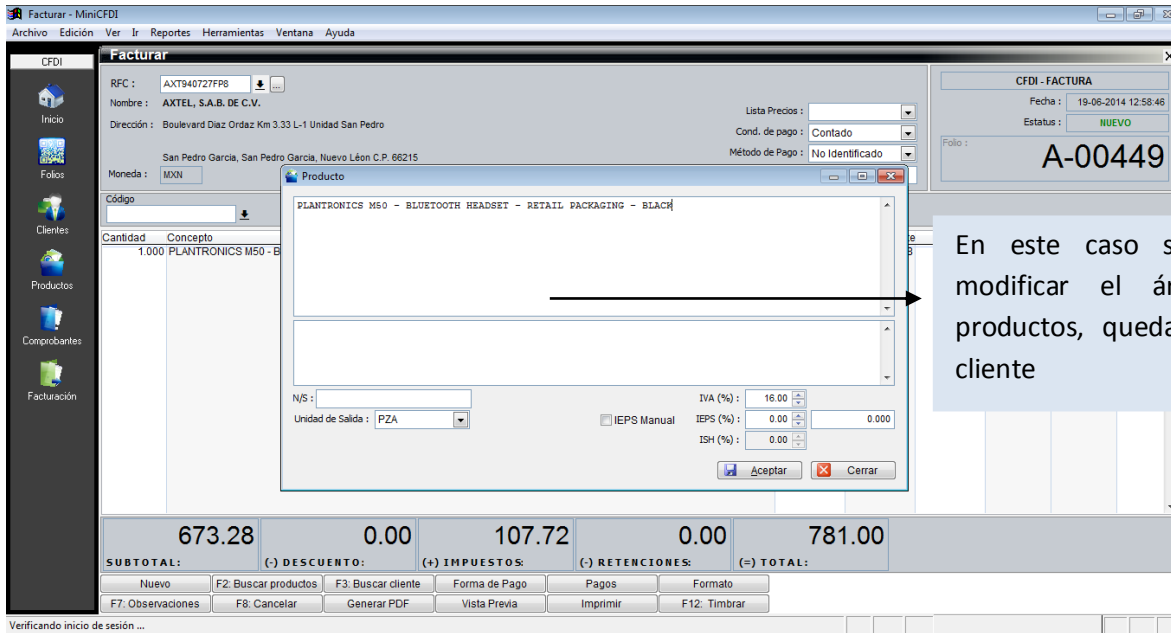 Facturar - MiniCFDI
Archivo Edición Ver Ir Reportes Herramientas Ventana Ayuda
CFDI
Inicio
Folios
Clientes
Productos
Comprobantes
Facturación
Facturar
RFC : AXT940727FP8 ...
Nombre : AXTEL, S.A.B. DE C.V.
Dirección : Boulevard Diaz Ordaz Km 3.33 L-1 Unidad San Pedro
San Pedro Garcia, San Pedro Garcia, Nuevo Léon C.P. 66215
Moneda : MXN
Lista Precios :
Cond. de pago : Contado
Método de Pago : No Identificado
CFDI - FACTURA
Fecha : 19-06-2014 12:58:46
Estatus : NUEVO
Folio :
A-00449
Código
Cantidad Concepto
1.000 PLANTRONICS M50 - B
Producto
PLANTRONICS M50 - BLUETOOTH HEADSET - RETAIL PACKAGING - BLACK
N/S :
Unidad de Salida : PZA
IEPS Manual
IVA (%) : 16.00
IEPS (%) : 0.00 0.000
ISH (%) : 0.00
Aceptar Cerrar
En este caso s
modificar el ár
productos, queda
cliente
673.28 0.00 107.72 0.00 781.00
SUBTOTAL: (-) DESCUENTO: (+) IMPUESTOS: (-) RETENCIONES: (=) TOTAL:
Nuevo F2: Buscar productos F3: Buscar cliente Forma de Pago Pagos Formato
F7: Observaciones F8: Cancelar Generar PDF Vista Previa Imprimir F12: Timbrar
Verificando inicio de sesión ...